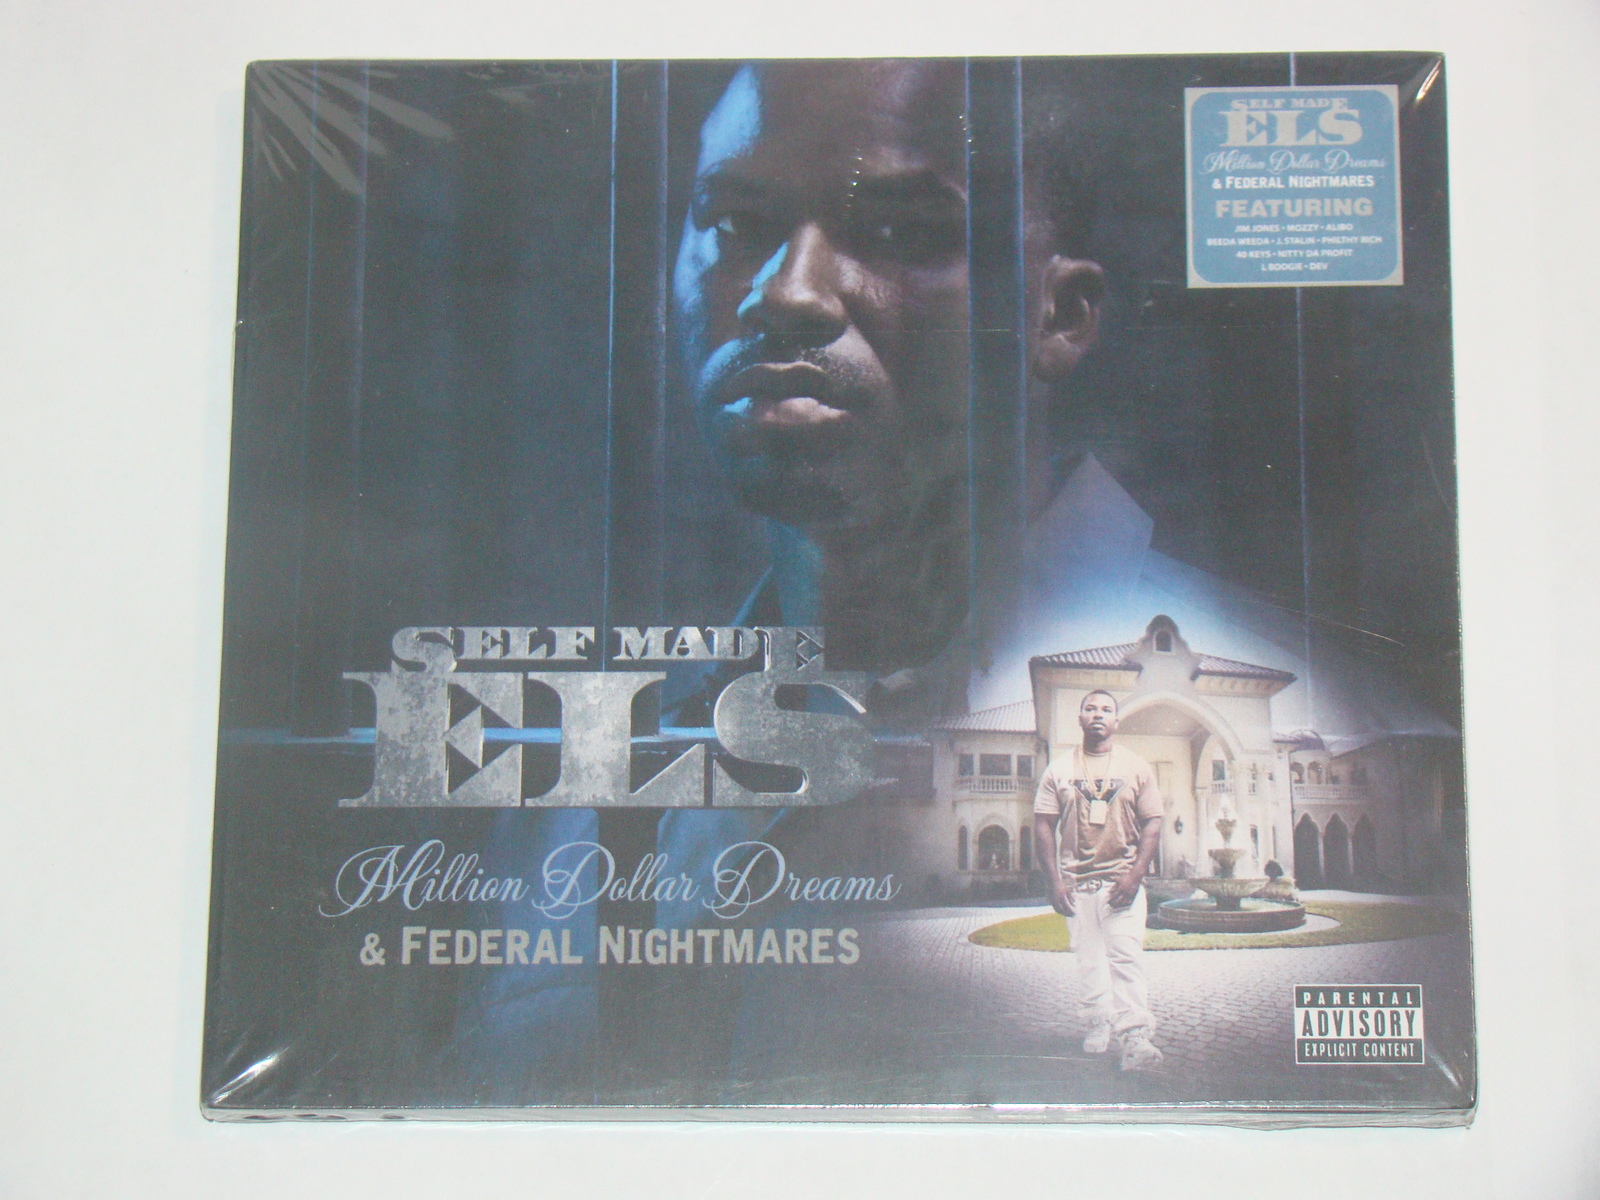 SELF MADE
ELS
Million Dollar Dreams
& FEDERAL NIGHTMARES
FEATURING
JIM JONES • MOZZY • ALIBO
BEEDA WEEDA • J. STALIN • PHILTHY RICH
40 KEYS • NITTY DA PROFIT
L BOOGIE • DEV
SELF MADE
ELS
Million Dollar Dreams
& FEDERAL NIGHTMARES
PARENTAL
ADVISORY
EXPLICIT CONTENT